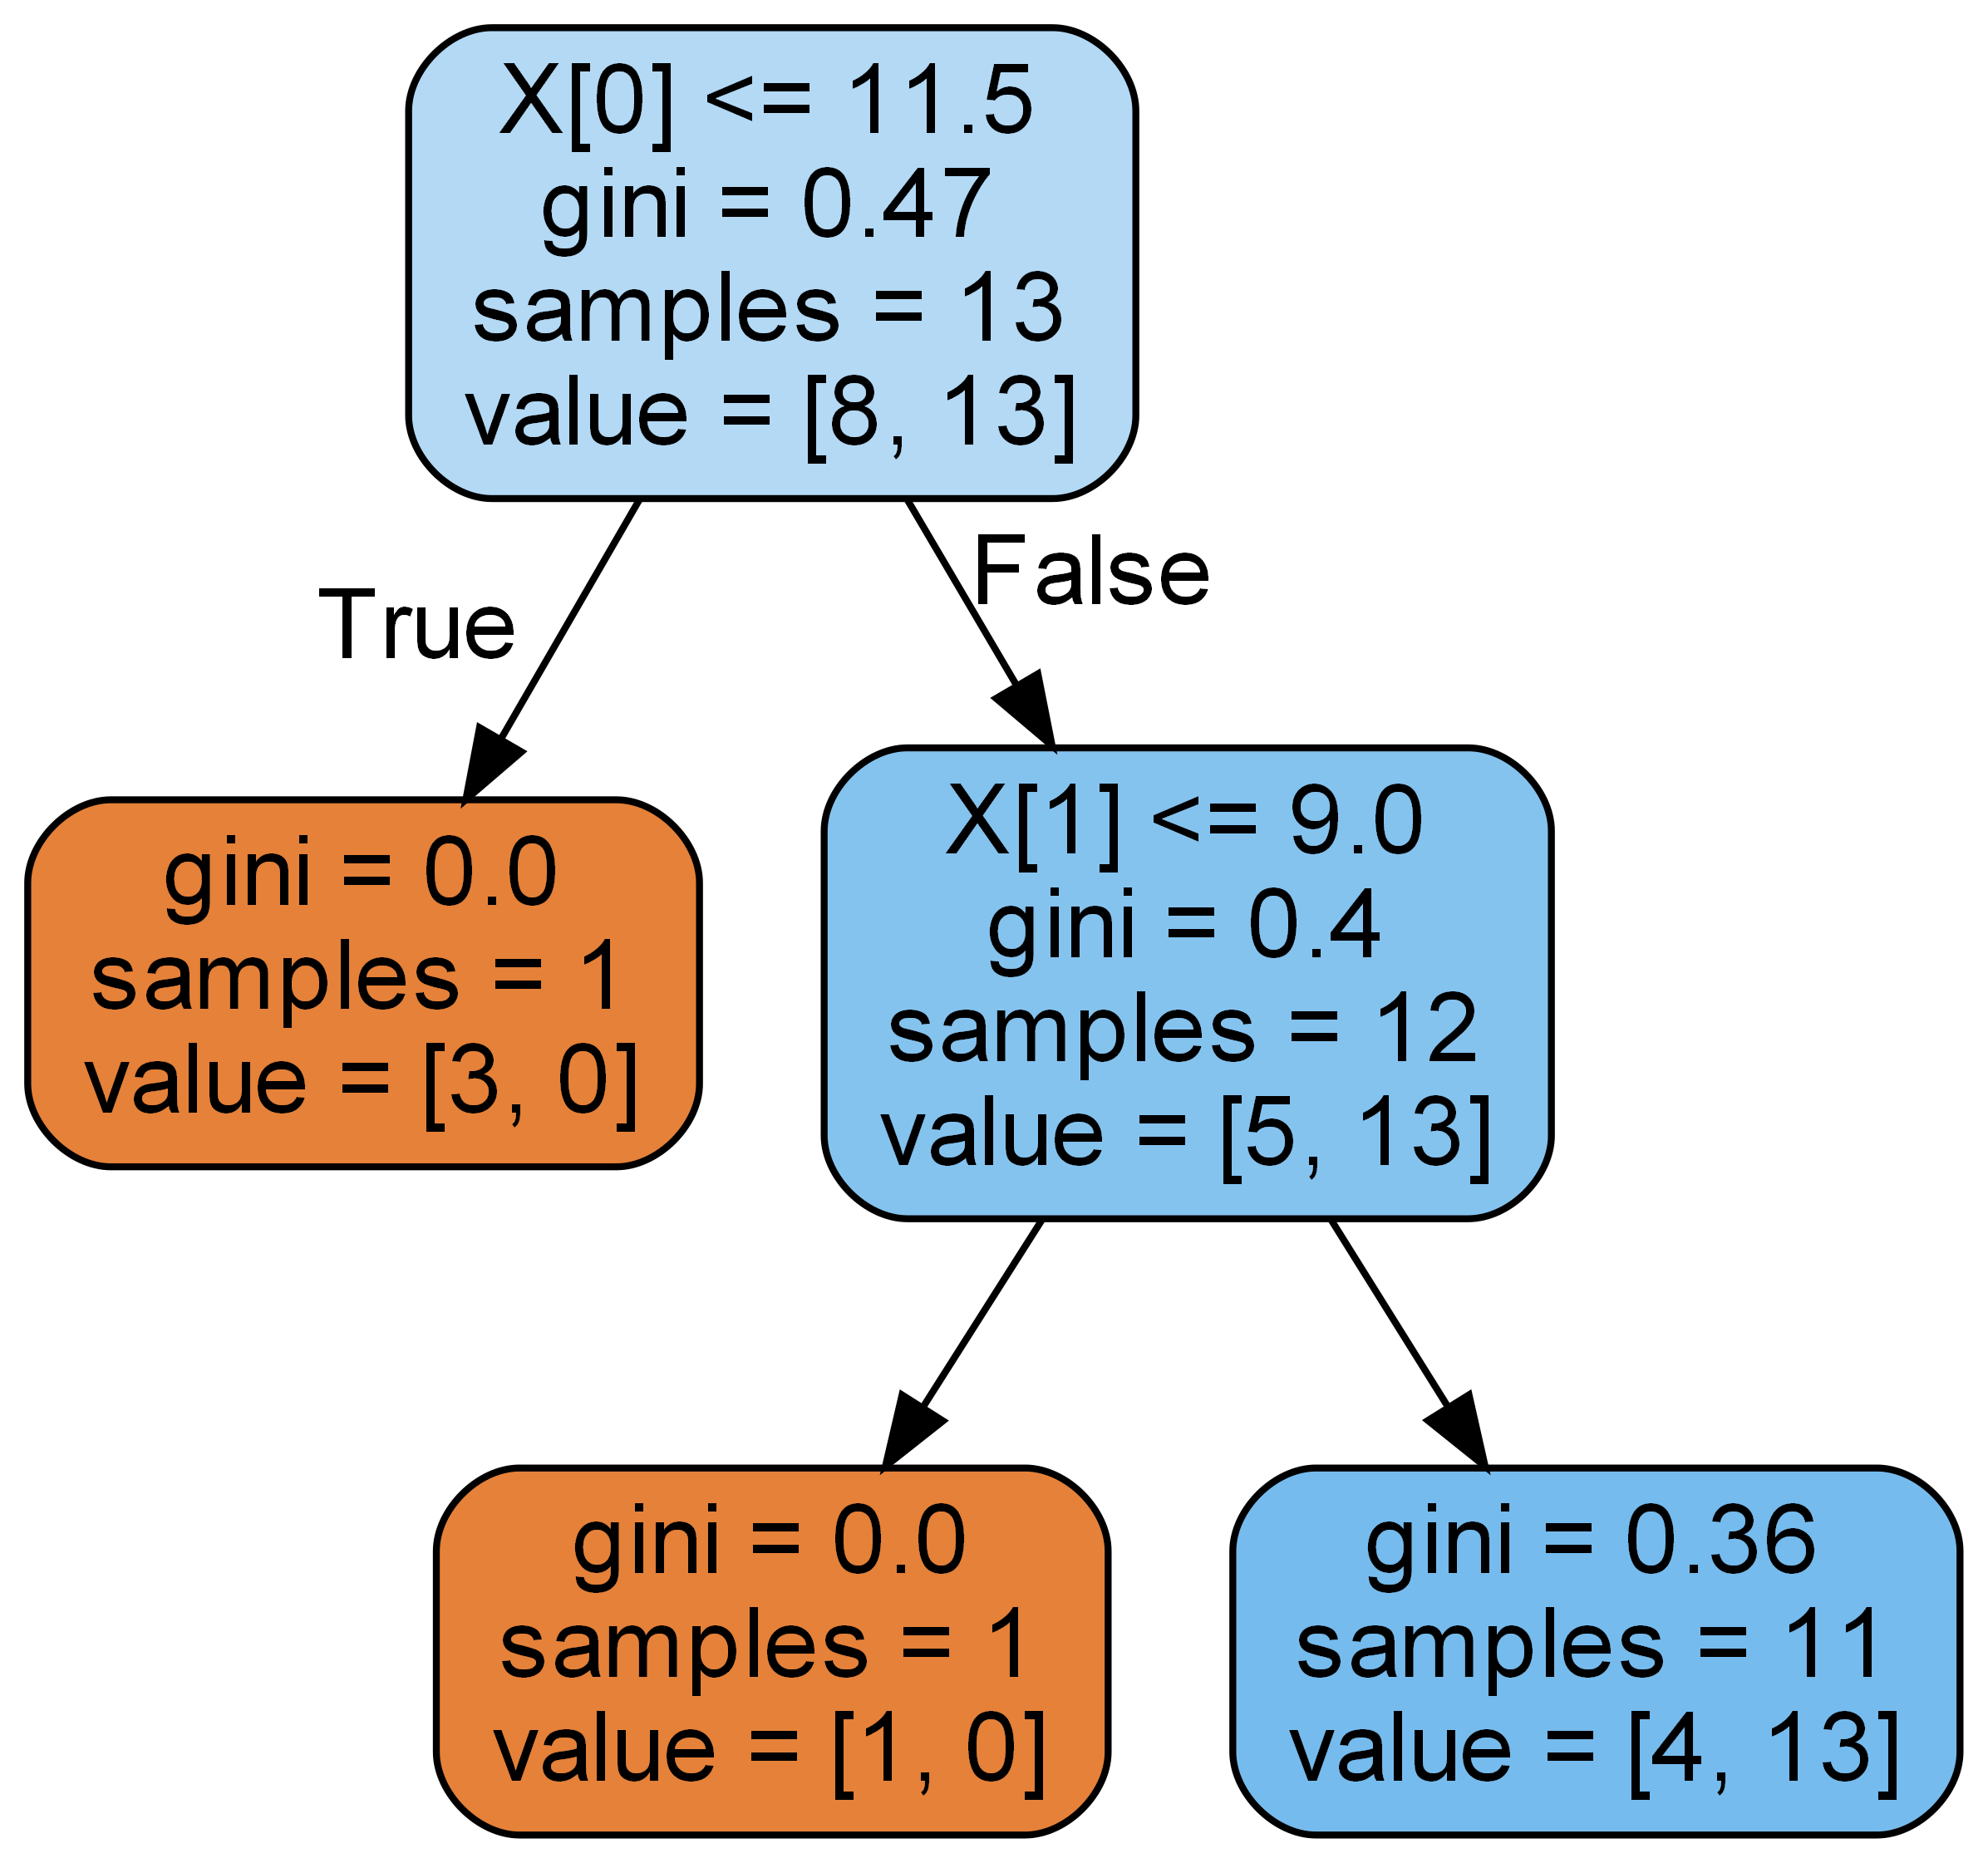 X[0] <= 11.5
gini = 0.47
samples = 13
value = [8, 13]
True
False
gini = 0.0
samples = 1
value = [3, 0]
X[1] <= 9.0
gini = 0.4
samples = 12
value = [5, 13]
gini = 0.0
samples = 1
value = [1, 0]
gini = 0.36
samples = 11
value = [4, 13]